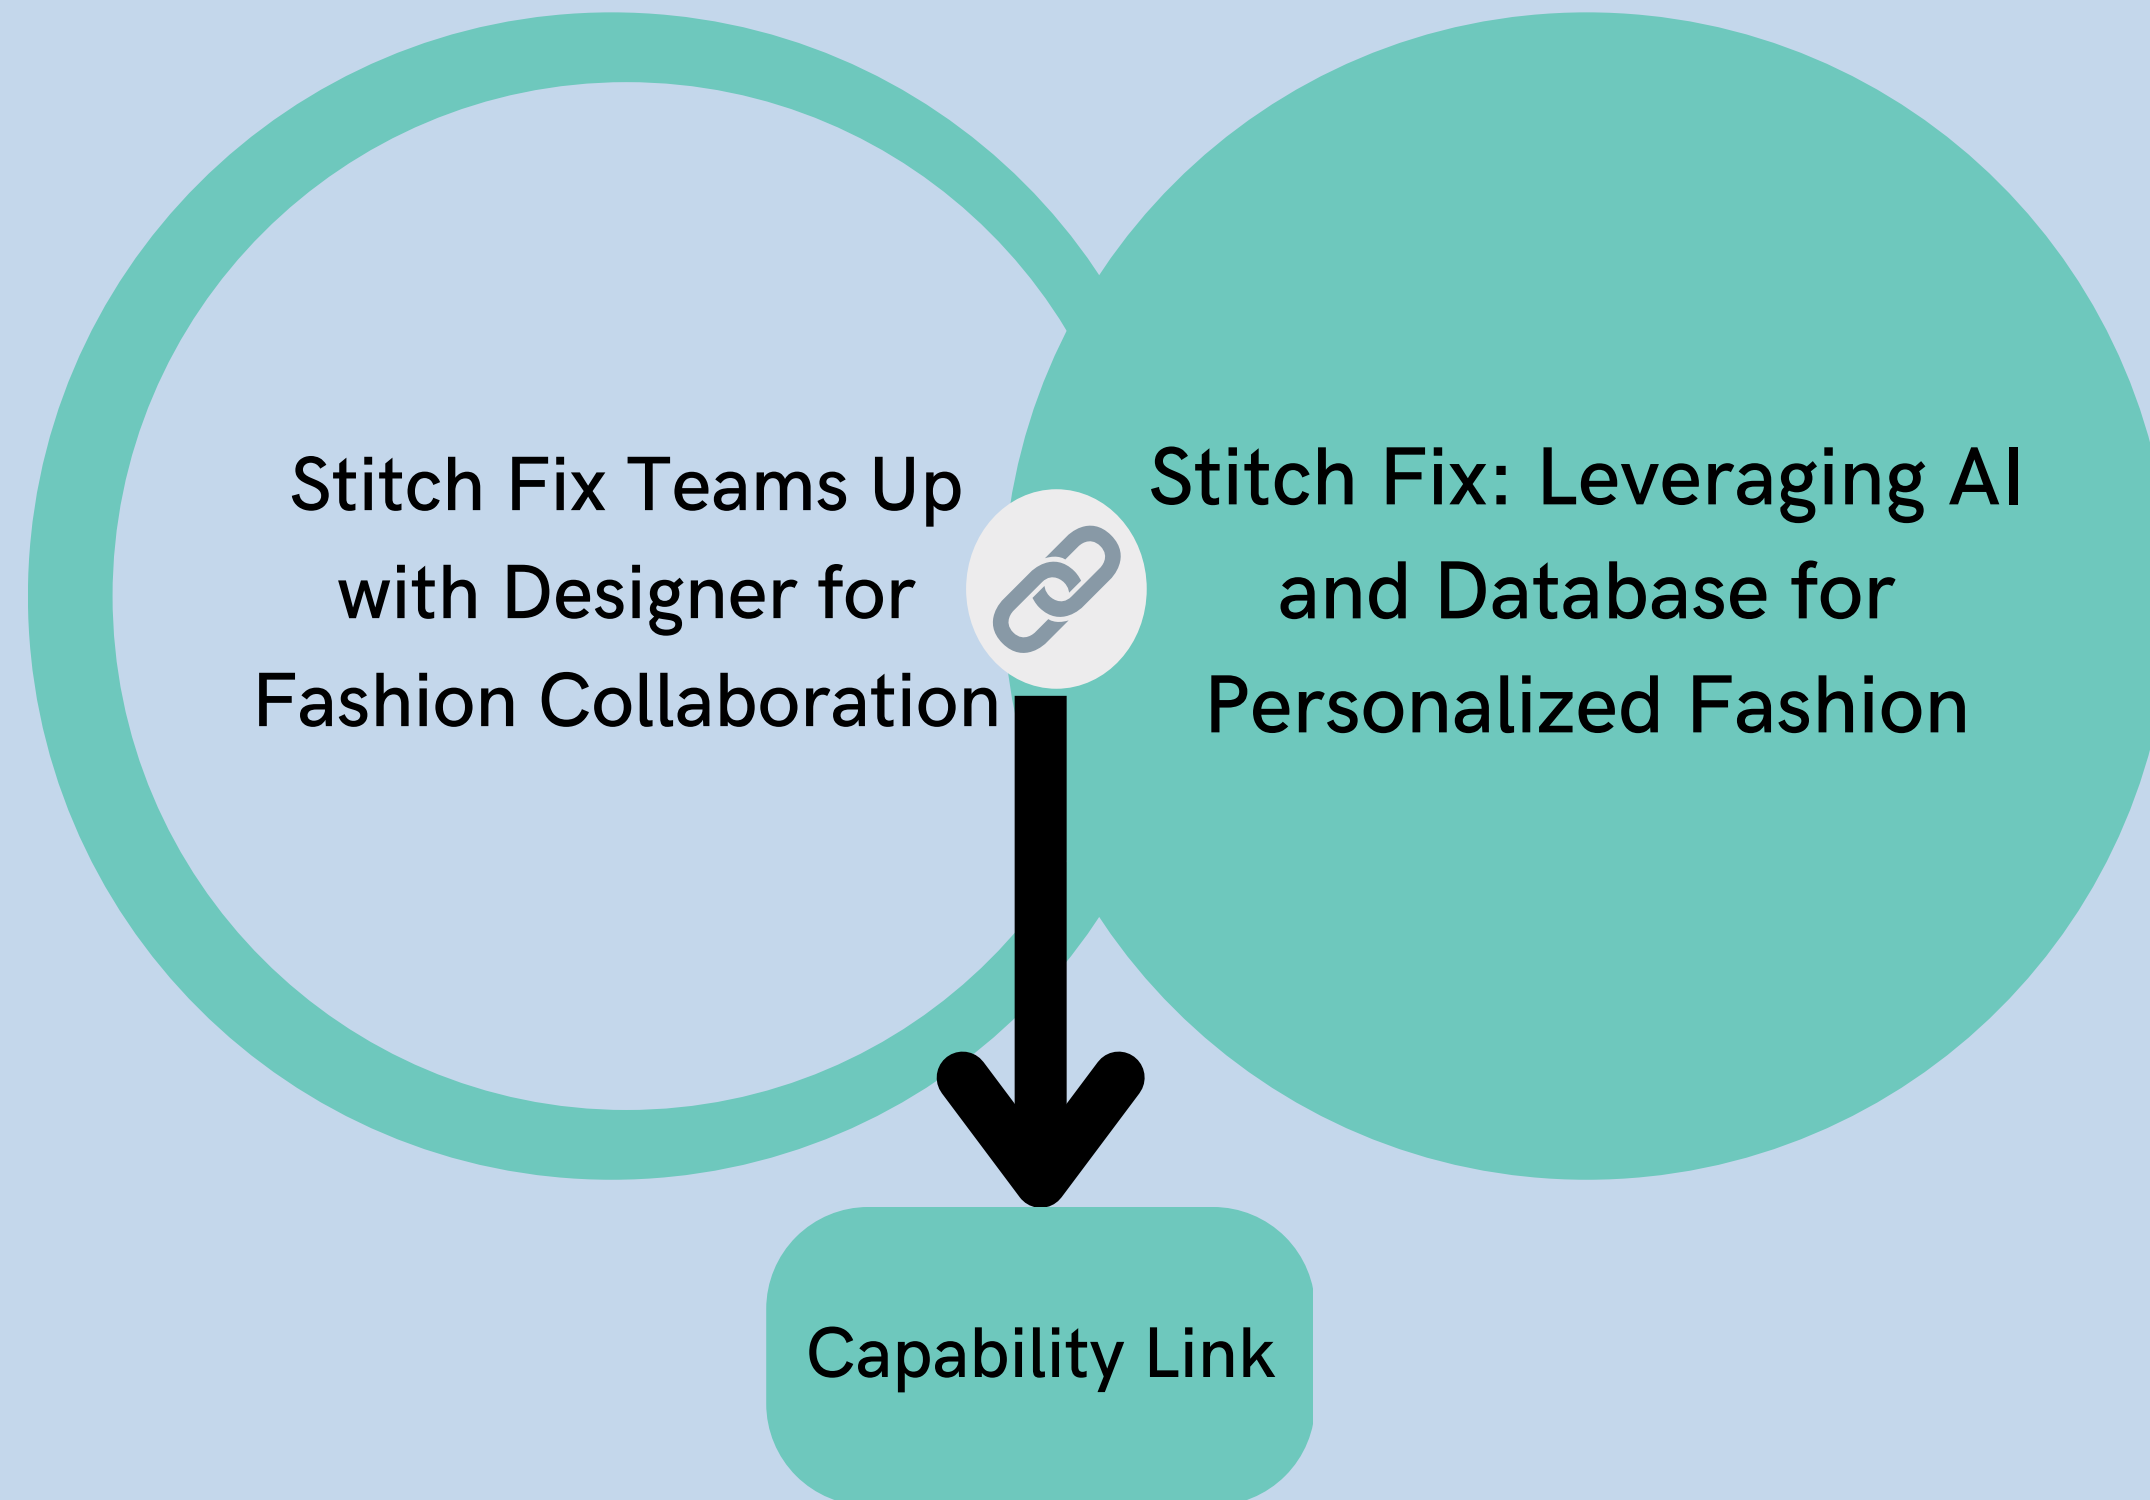 Stitch Fix Teams Up
with Designer for
Fashion Collaboration
Stitch Fix: Leveraging AI
and Database for
Personalized Fashion
Capability Link